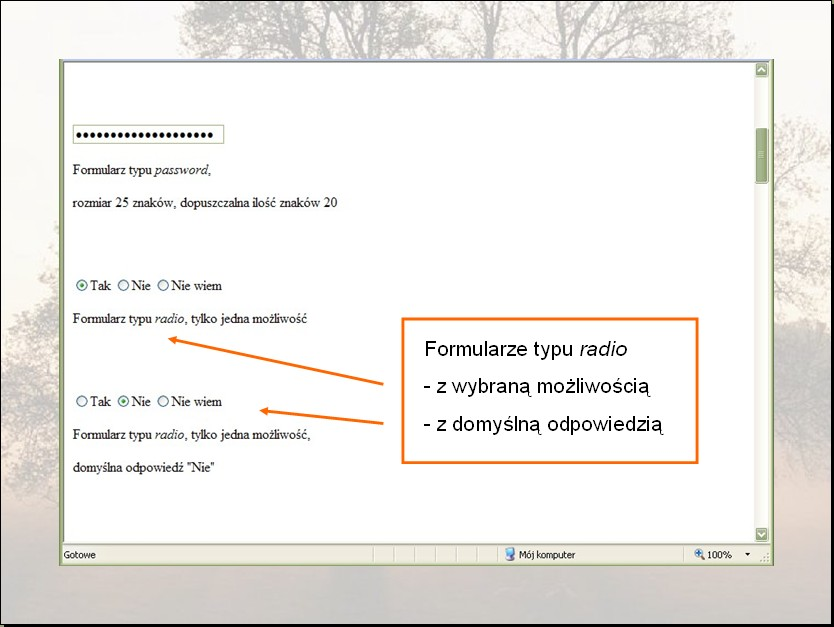 ••••••••••••••••••••
Formularz typu password,
rozmiar 25 znaków, dopuszczalna ilość znaków 20
Tak Nie Nie wiem
Formularz typu radio, tylko jedna możliwość
Formularze typu radio
- z wybraną możliwością
- z domyślną odpowiedzią
Tak Nie Nie wiem
Formularz typu radio, tylko jedna możliwość,
domyślna odpowiedź "Nie"
Gotowe Mój komputer 100%